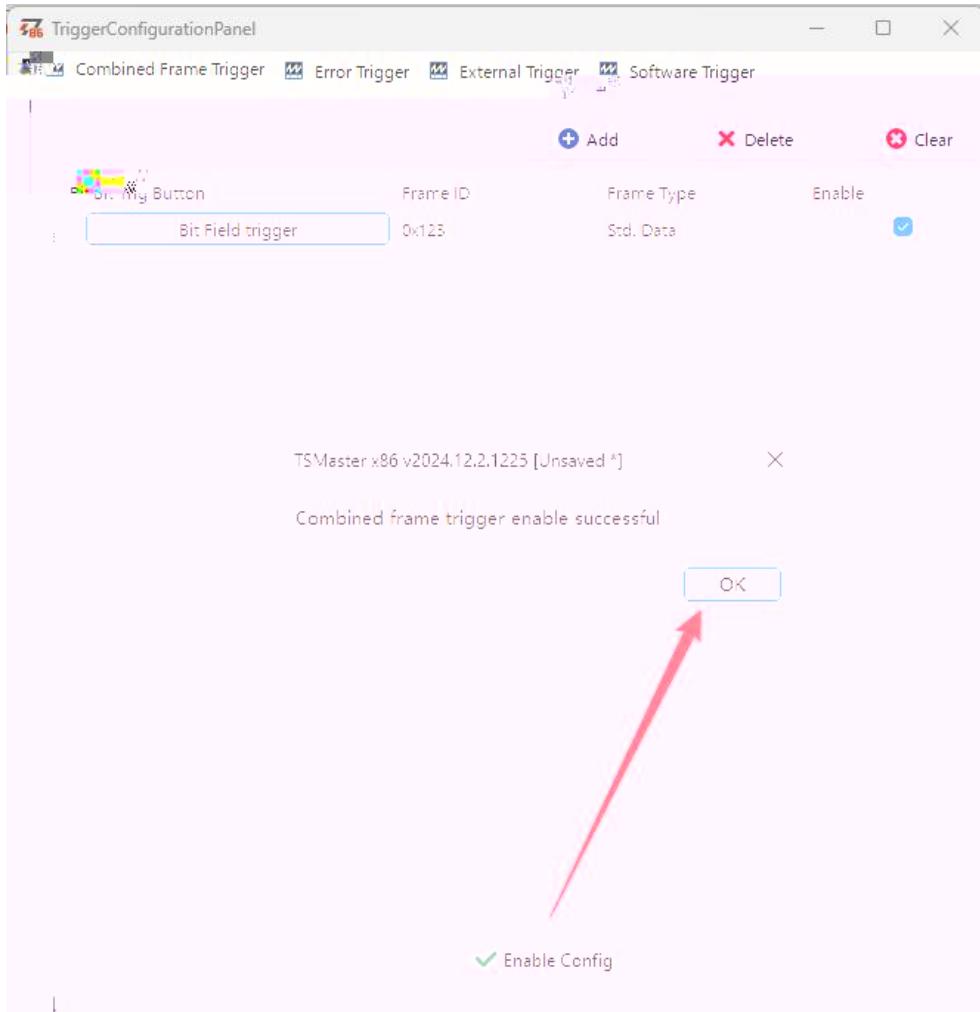 TriggerConfigurationPanel
Combined Frame Trigger Error Trigger External Trigger Software Trigger
Add Delete Clear
Button Frame ID Frame Type Enable
Bit Field trigger 0x123 Std. Data
TSMaster x86 v2024.12.2.1225 [Unsaved *]
Combined frame trigger enable successful
OK
Enable Config